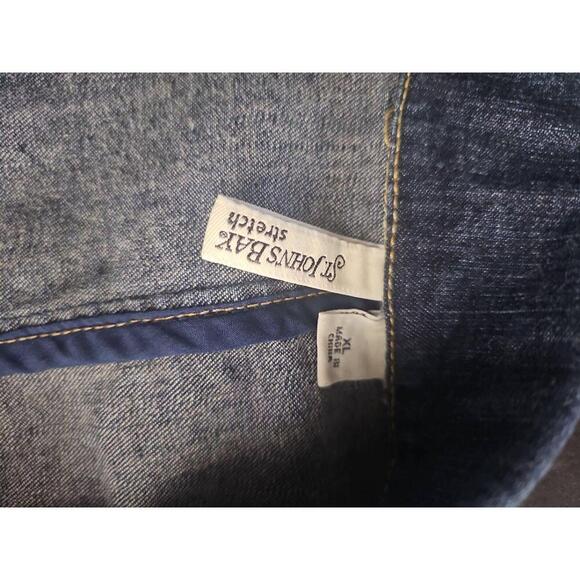 ST. JOHN'S BAY®
stretch
XL
MADE IN
CHINA